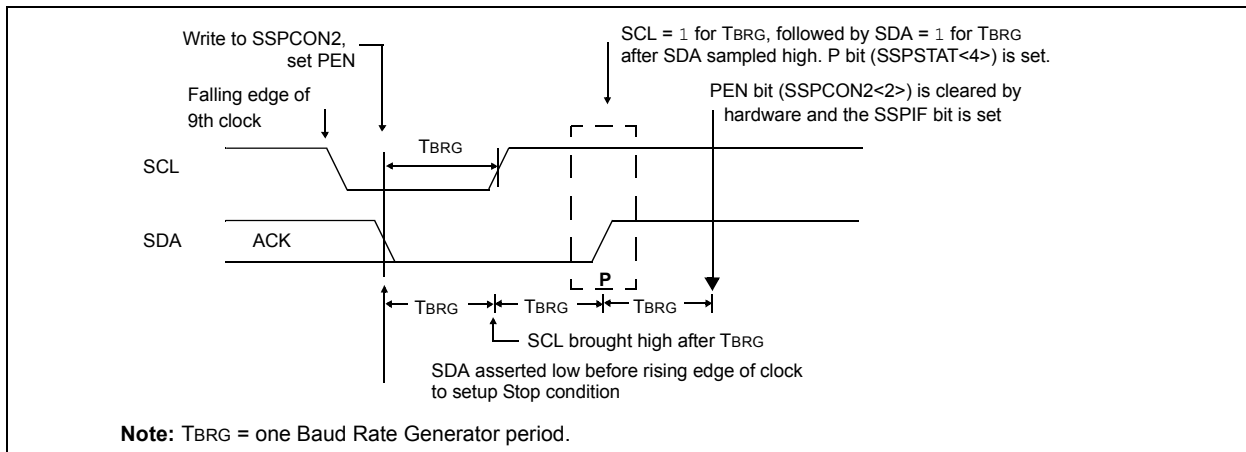 Write to SSPCON2,
set PEN
SCL = 1 for TBRG, followed by SDA = 1 for TBRG
after SDA sampled high. P bit (SSPSTAT<4>) is set.
Falling edge of
9th clock
PEN bit (SSPCON2<2>) is cleared by
hardware and the SSPIF bit is set
TBRG
SCL
SDA
ACK
P
TBRG
TBRG
TBRG
SCL brought high after TBRG
SDA asserted low before rising edge of clock
to setup Stop condition
Note: TBRG = one Baud Rate Generator period.